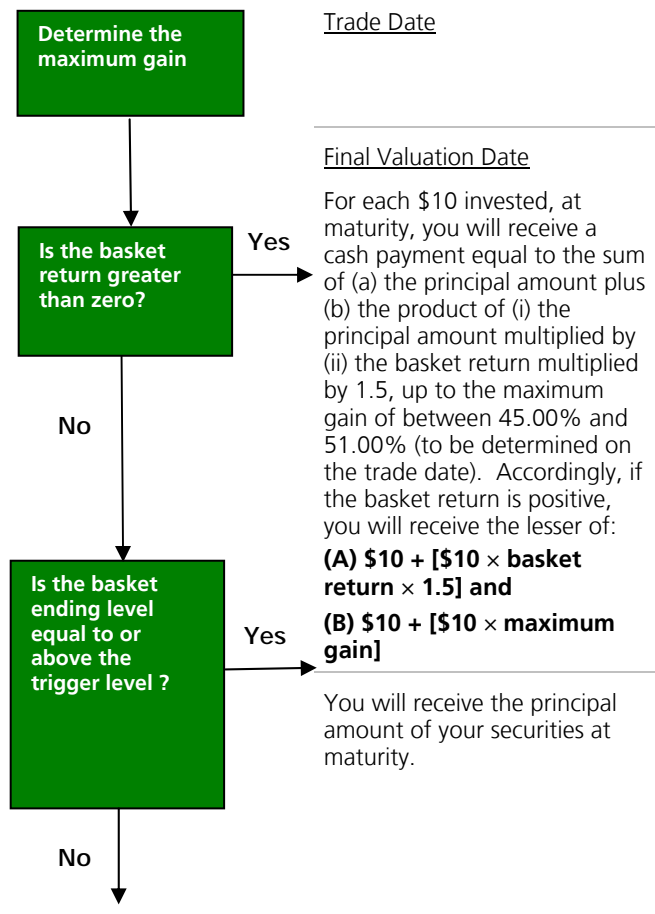 Determine the
maximum gain
Trade Date
Final Valuation Date
Is the basket
return greater
than zero?
Yes
For each $10 invested, at
maturity, you will receive a
cash payment equal to the sum
of (a) the principal amount plus
(b) the product of (i) the
principal amount multiplied by
(ii) the basket return multiplied
by 1.5, up to the maximum
gain of between 45.00% and
51.00% (to be determined on
the trade date). Accordingly, if
the basket return is positive,
you will receive the lesser of:
(A) $10 + [$10 × basket
return × 1.5] and
(B) $10 + [$10 × maximum
gain]
No
Is the basket
ending level
equal to or
above the
trigger level ?
Yes
You will receive the principal
amount of your securities at
maturity.
No